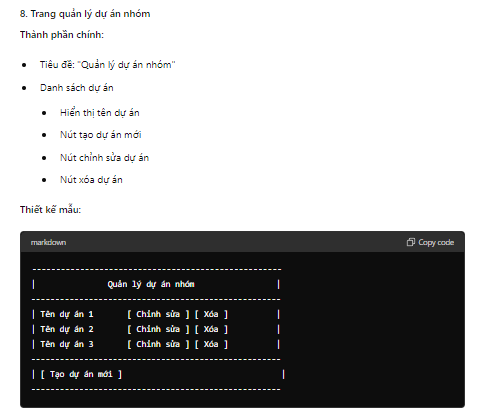 8. Trang quản lý dự án nhóm
Thành phần chính:
• Tiêu đề: "Quản lý dự án nhóm"
• Danh sách dự án
• Hiển thị tên dự án
• Nút tạo dự án mới
• Nút chỉnh sửa dự án
• Nút xóa dự án
Thiết kế mẫu:
markdown Copy code
----------------------------------------------------
| Quản lý dự án nhóm |
----------------------------------------------------
| Tên dự án 1 [ Chỉnh sửa ] [ Xóa ] |
| Tên dự án 2 [ Chỉnh sửa ] [ Xóa ] |
| Tên dự án 3 [ Chỉnh sửa ] [ Xóa ] |
----------------------------------------------------
| [ Tạo dự án mới ] |
----------------------------------------------------